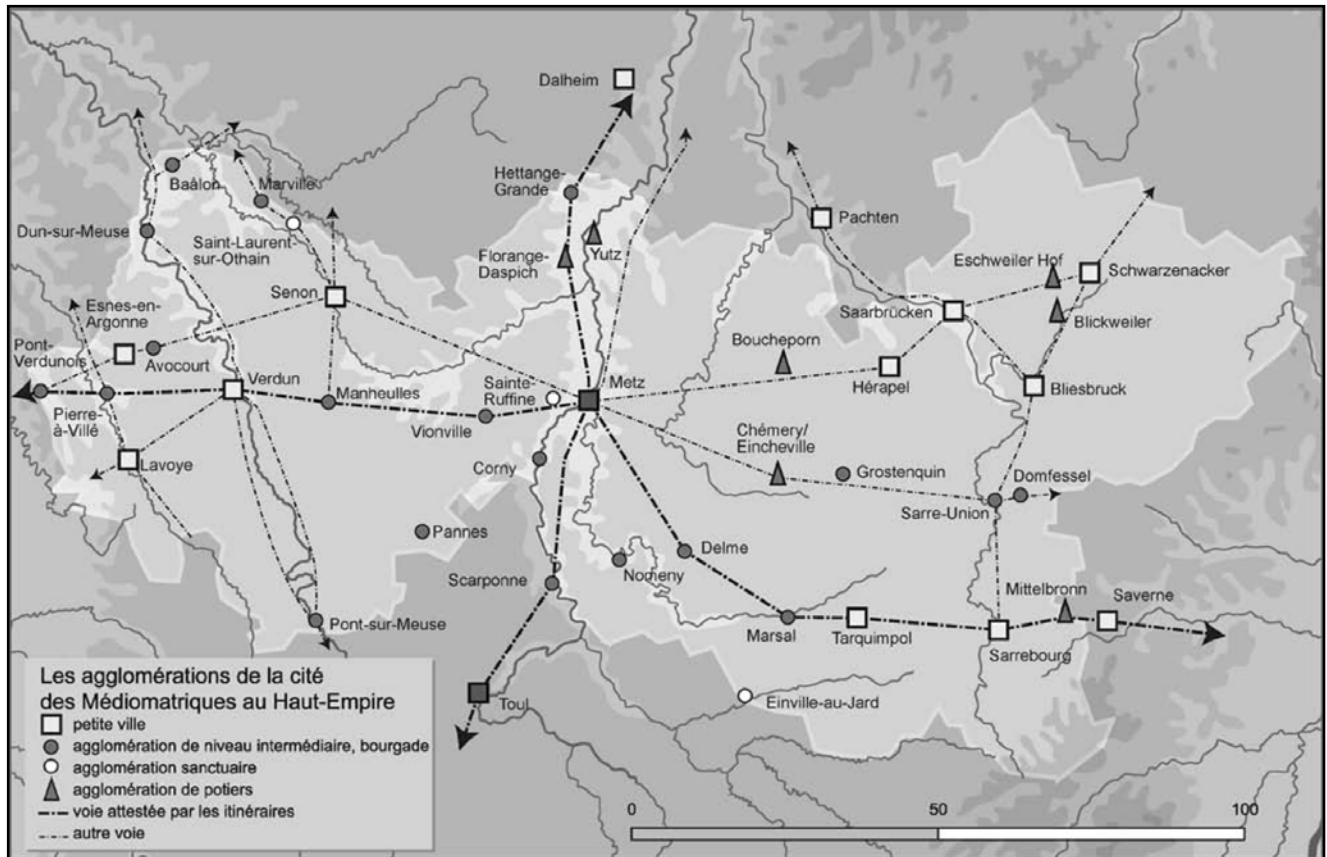 Dalheim
Hettange-
Grande
Baâlon
Marville
Dun-sur-Meuse
Saint-Laurent-
sur-Othain
Florange-
Daspich
Yutz
Pachten
Eschweiler Hof
Schwarzenacker
Senon
Esnes-en-
Argonne
Saarbrücken
Blickweiler
Pont-
Verdunois
Avocourt
Boucheporn
Verdun
Manheulles
Sainte-
Ruffine
Metz
Hérapel
Bliesbruck
Pierre-
à-Villé
Vionville
Chémery/
Eincheville
Lavoye
Corny
Grostenquin
Domfessel
Sarre-Union
Pannes
Delme
Scarponne
Nomeny
Mittelbronn
Saverne
Pont-sur-Meuse
Marsal
Tarquimpol
Sarrebourg
Toul
Einville-au-Jard
Les agglomérations de la cité
des Médiomatriques au Haut-Empire
petite ville
agglomération de niveau intermédiaire, bourgade
agglomération sanctuaire
agglomération de potiers
voie attestée par les itinéraires
autre voie
0 50 100